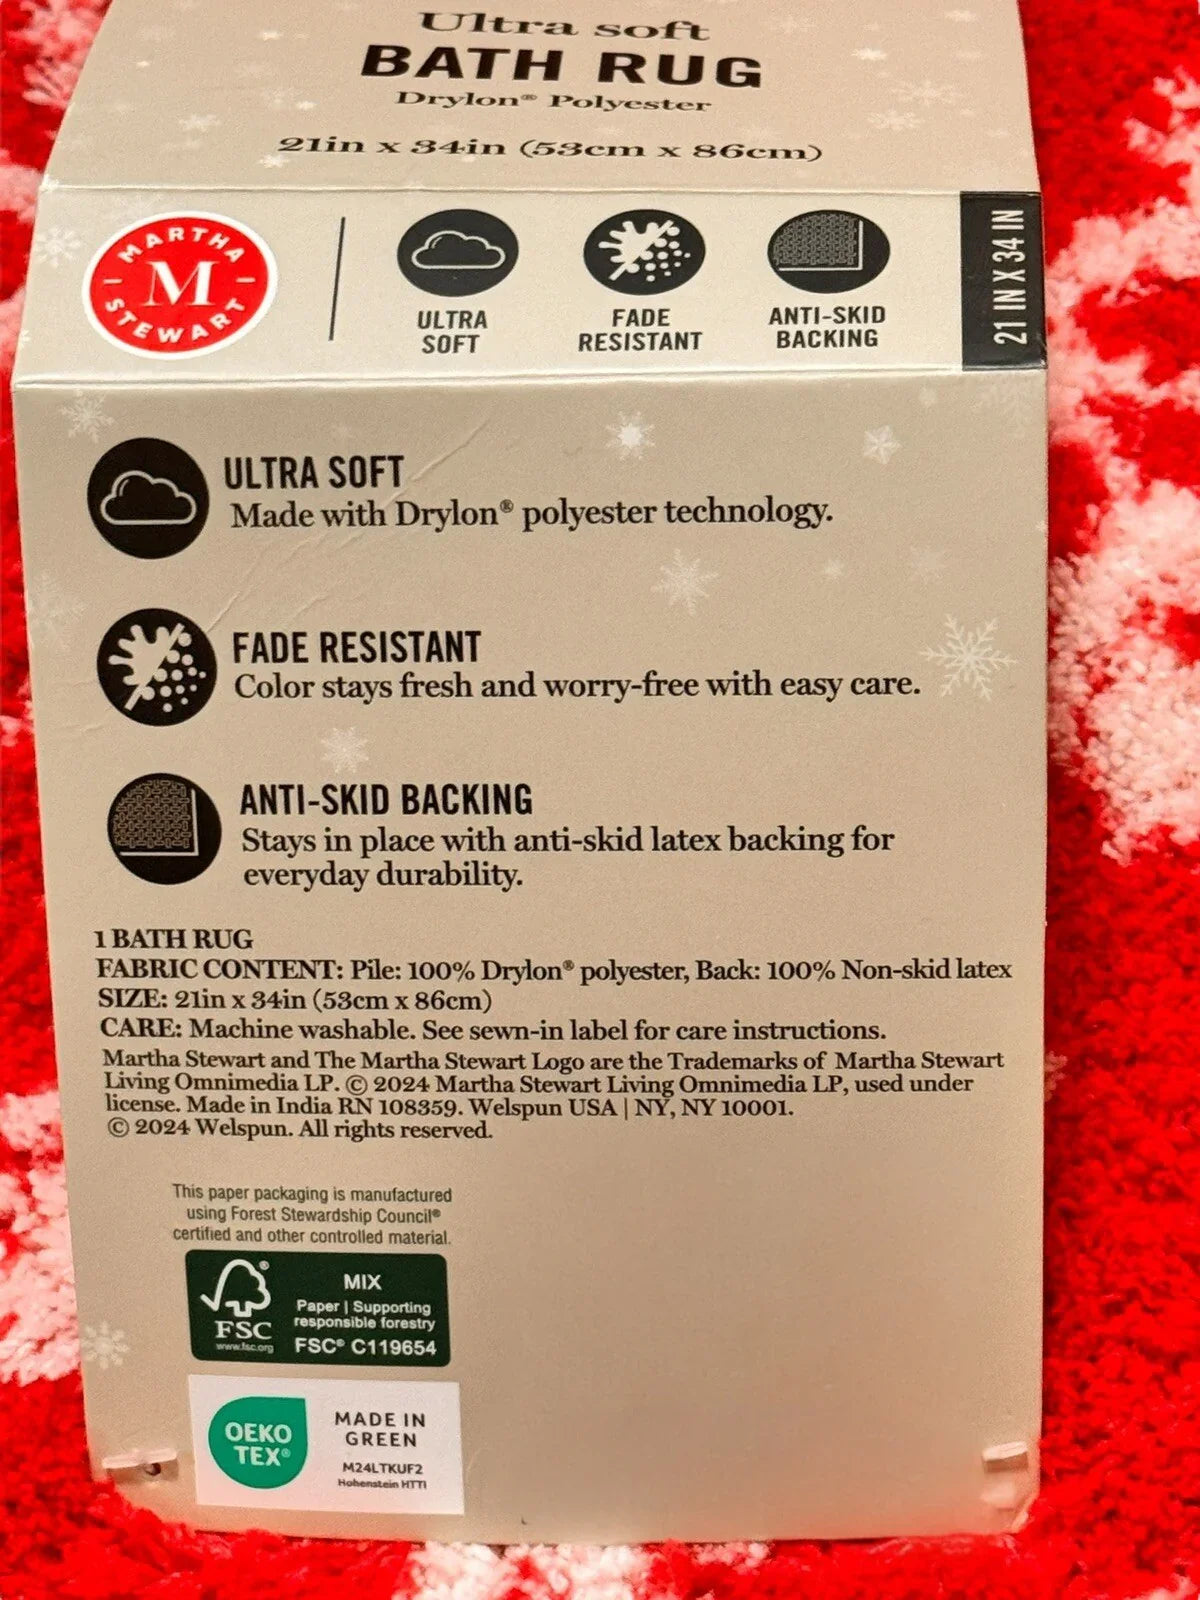 Ultra soft
BATH RUG
Drylon® Polyester
21in x 34in (53cm x 86cm)
MARTHA
M
STEWART
ULTRA
SOFT
FADE
RESISTANT
ANTI-SKID
BACKING
21 IN X 34 IN
ULTRA SOFT
Made with Drylon® polyester technology.
FADE RESISTANT
Color stays fresh and worry-free with easy care.
ANTI-SKID BACKING
Stays in place with anti-skid latex backing for
everyday durability.
1 BATH RUG
FABRIC CONTENT: Pile: 100% Drylon® polyester, Back: 100% Non-skid latex
SIZE: 21in x 34in (53cm x 86cm)
CARE: Machine washable. See sewn-in label for care instructions.
Martha Stewart and The Martha Stewart Logo are the Trademarks of Martha Stewart
Living Omnimedia LP. © 2024 Martha Stewart Living Omnimedia LP, used under
license. Made in India RN 108359. Welspun USA | NY, NY 10001.
© 2024 Welspun. All rights reserved.
This paper packaging is manufactured
using Forest Stewardship Council®
certified and other controlled material.
FSC
www.fsc.org
MIX
Paper | Supporting
responsible forestry
FSC® C119654
OEKO
TEX®
MADE IN
GREEN
M24LTKUF2
Hohenstein HTTI